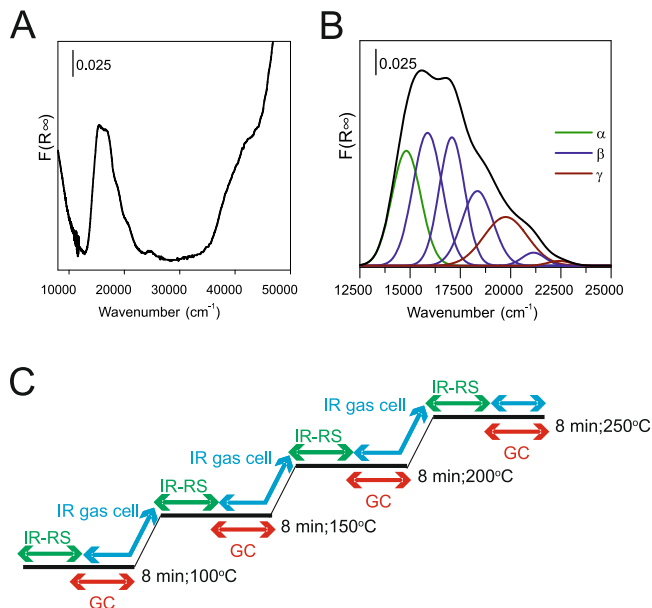 A
0.025
F(R∞)
10000 20000 30000 40000 50000
Wavenumber (cm⁻¹)
B
0.025
F(R∞)
α
β
γ
12500 15000 17500 20000 22500 25000
Wavenumber (cm⁻¹)
C
IR-RS
IR gas cell
GC
8 min;100°C
IR-RS
IR gas cell
GC
8 min;150°C
IR-RS
IR gas cell
GC
8 min;200°C
IR-RS
GC
8 min;250°C